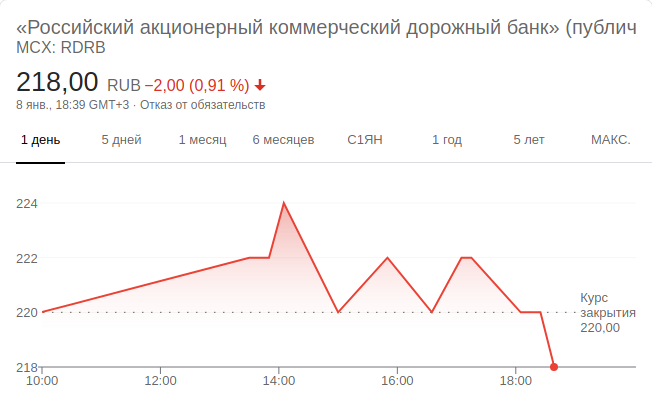 «Российский акционерный коммерческий дорожный банк» (публич
MCX: RDRB
218,00 RUB −2,00 (0,91 %)
8 янв., 18:39 GMT+3 · Отказ от обязательств
1 день 5 дней 1 месяц 6 месяцев С1ЯН 1 год 5 лет МАКС.
224
222
220
218
Курс
закрытия
220,00
10:00 12:00 14:00 16:00 18:00